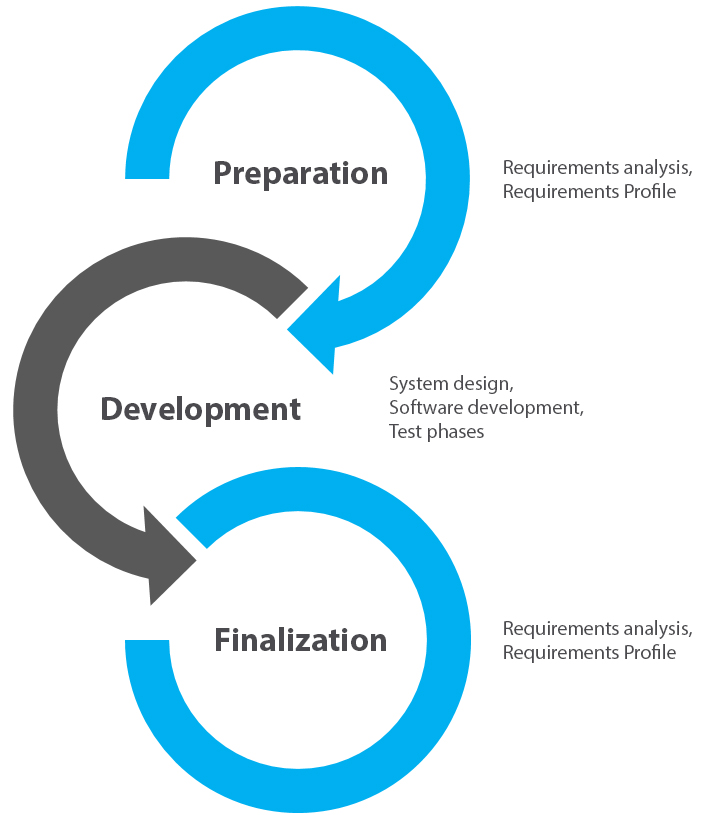 Preparation
Requirements analysis,
Requirements Profile
Development
System design,
Software development,
Test phases
Finalization
Requirements analysis,
Requirements Profile